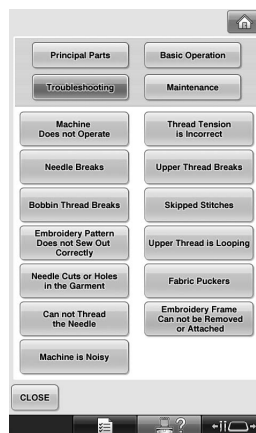 Principal Parts
Basic Operation
Troubleshooting
Maintenance
Machine
Does not Operate
Thread Tension
is Incorrect
Needle Breaks
Upper Thread Breaks
Bobbin Thread Breaks
Skipped Stitches
Embroidery Pattern
Does not Sew Out
Correctly
Upper Thread is Looping
Needle Cuts or Holes
in the Garment
Fabric Puckers
Can not Thread
the Needle
Embroidery Frame
Can not be Removed
or Attached
Machine is Noisy
CLOSE
?